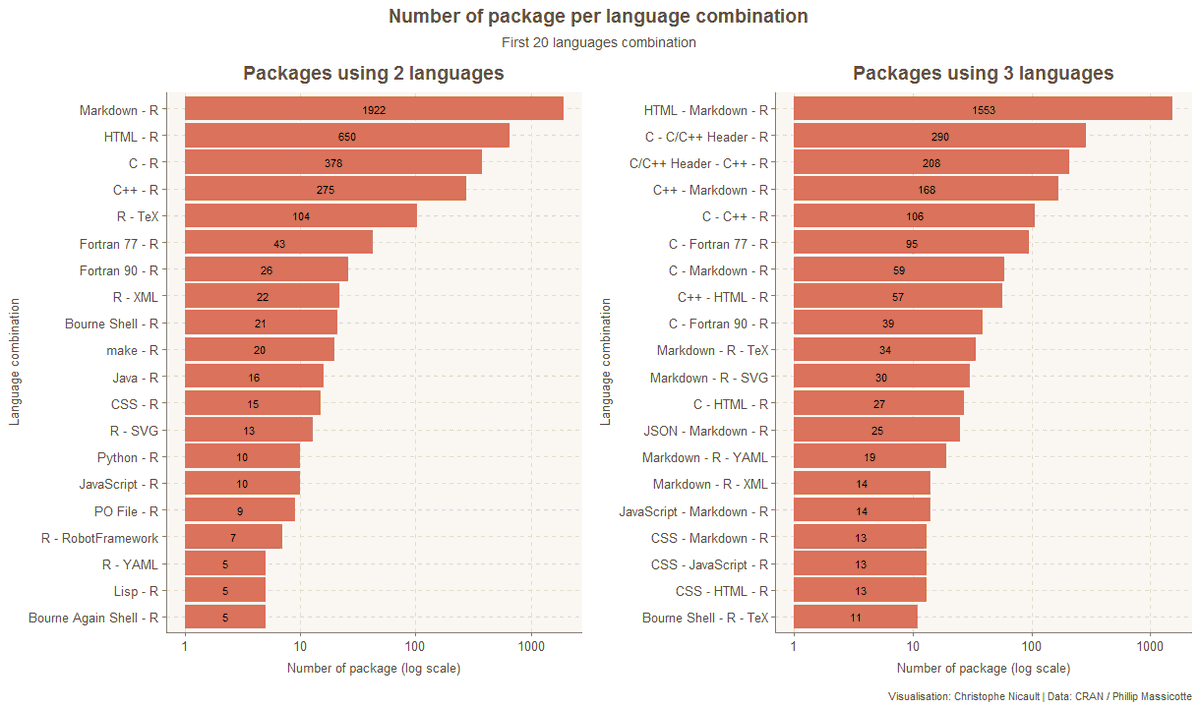 Number of package per language combination
First 20 languages combination
Packages using 2 languages
Language combination
Markdown - R 1922
HTML - R 650
C - R 378
C++ - R 275
R - TeX 104
Fortran 77 - R 43
Fortran 90 - R 26
R - XML 22
Bourne Shell - R 21
make - R 20
Java - R 16
CSS - R 15
R - SVG 13
Python - R 10
JavaScript - R 10
PO File - R 9
R - RobotFramework 7
R - YAML 5
Lisp - R 5
Bourne Again Shell - R 5
1 10 100 1000
Number of package (log scale)
Packages using 3 languages
Language combination
HTML - Markdown - R 1553
C - C/C++ Header - R 290
C/C++ Header - C++ - R 208
C++ - Markdown - R 168
C - C++ - R 106
C - Fortran 77 - R 95
C - Markdown - R 59
C++ - HTML - R 57
C - Fortran 90 - R 39
Markdown - R - TeX 34
Markdown - R - SVG 30
C - HTML - R 27
JSON - Markdown - R 25
Markdown - R - YAML 19
Markdown - R - XML 14
JavaScript - Markdown - R 14
CSS - Markdown - R 13
CSS - JavaScript - R 13
CSS - HTML - R 13
Bourne Shell - R - TeX 11
1 10 100 1000
Number of package (log scale)
Visualisation: Christophe Nicault | Data: CRAN / Phillip Massicotte